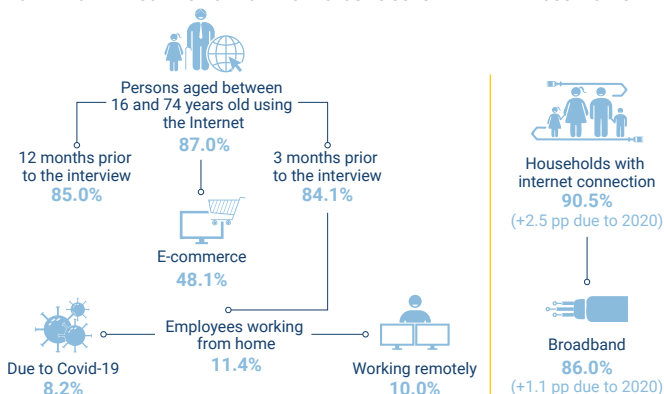 Persons aged between
16 and 74 years old using
the Internet
87.0%
12 months prior
to the interview
85.0%
3 months prior
to the interview
84.1%
E-commerce
48.1%
Employees working
from home
11.4%
Due to Covid-19
8.2%
Working remotely
10.0%
Households with
internet connection
90.5%
(+2.5 pp due to 2020)
Broadband
86.0%
(+1.1 pp due to 2020)